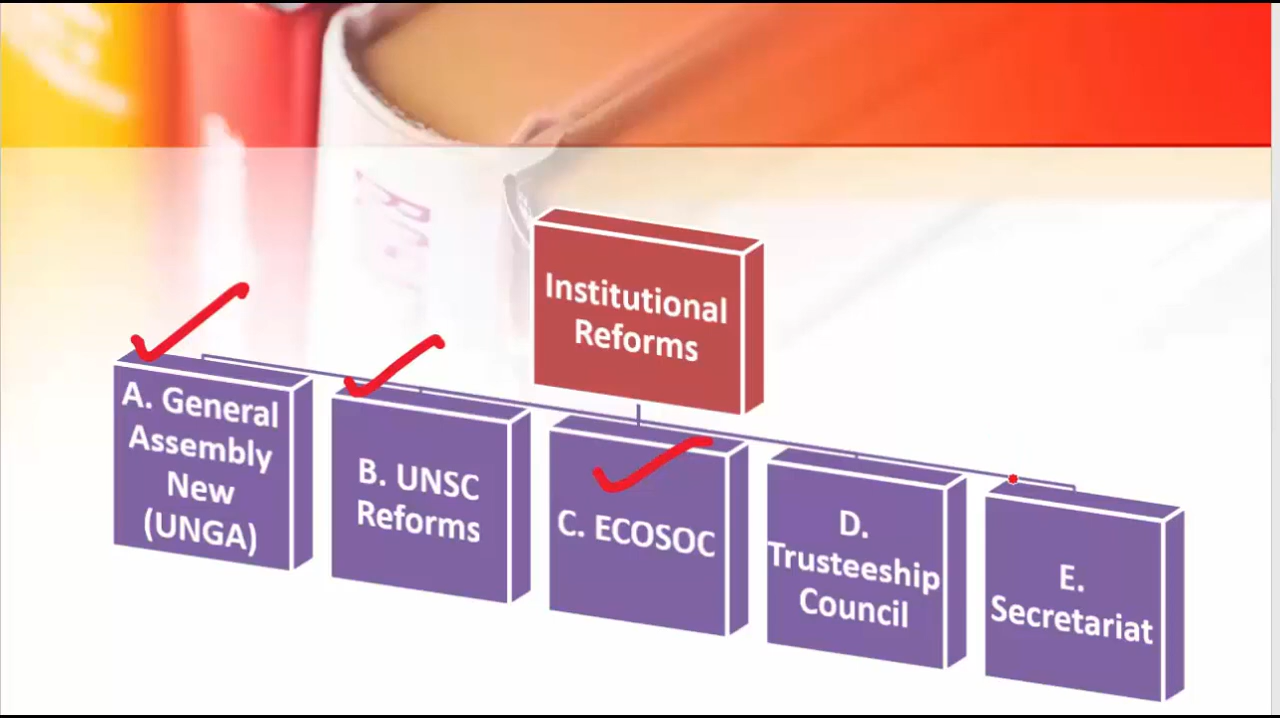 Institutional
Reforms
A. General
Assembly
New
(UNGA)
B. UNSC
Reforms
C. ECOSOC
D.
Trusteeship
Council
E.
Secretariat